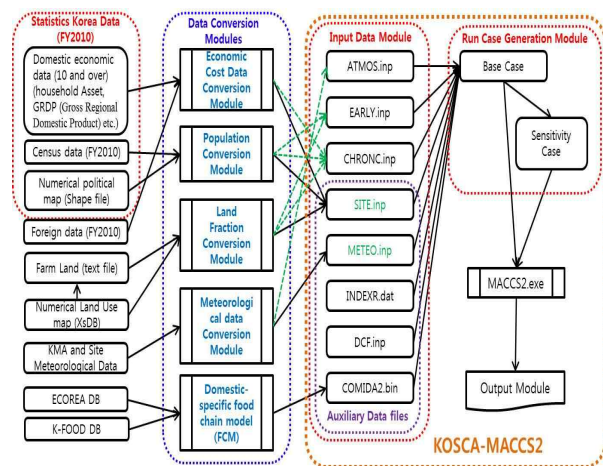 Statistics Korea Data
(FY2010)
Domestic economic
data (10 and over)
(household Asset,
GRDP (Gross Regional
Domestic Product) etc.)
Census data (FY2010)
Numerical political
map (Shape file)
Foreign data (FY2010)
Farm Land (text file)
Numerical Land Use
map (XsDB)
KMA and Site
Meteorological Data
ECOREA DB
K-FOOD DB
Data Conversion
Modules
Economic
Cost Data
Conversion
Module
Population
Conversion
Module
Land
Fraction
Conversion
Module
Meteorologi
cal data
Conversion
Module
Domestic-
specific food
chain model
(FCM)
Input Data Module
ATMOS.inp
EARLY.inp
CHRONC.inp
SITE.inp
METEO.inp
INDEXR.dat
DCF.inp
COMIDA2.bin
Auxiliary Data files
Run Case Generation Module
Base Case
Sensitivity
Case
MACCS2.exe
Output Module
KOSCA-MACCS2